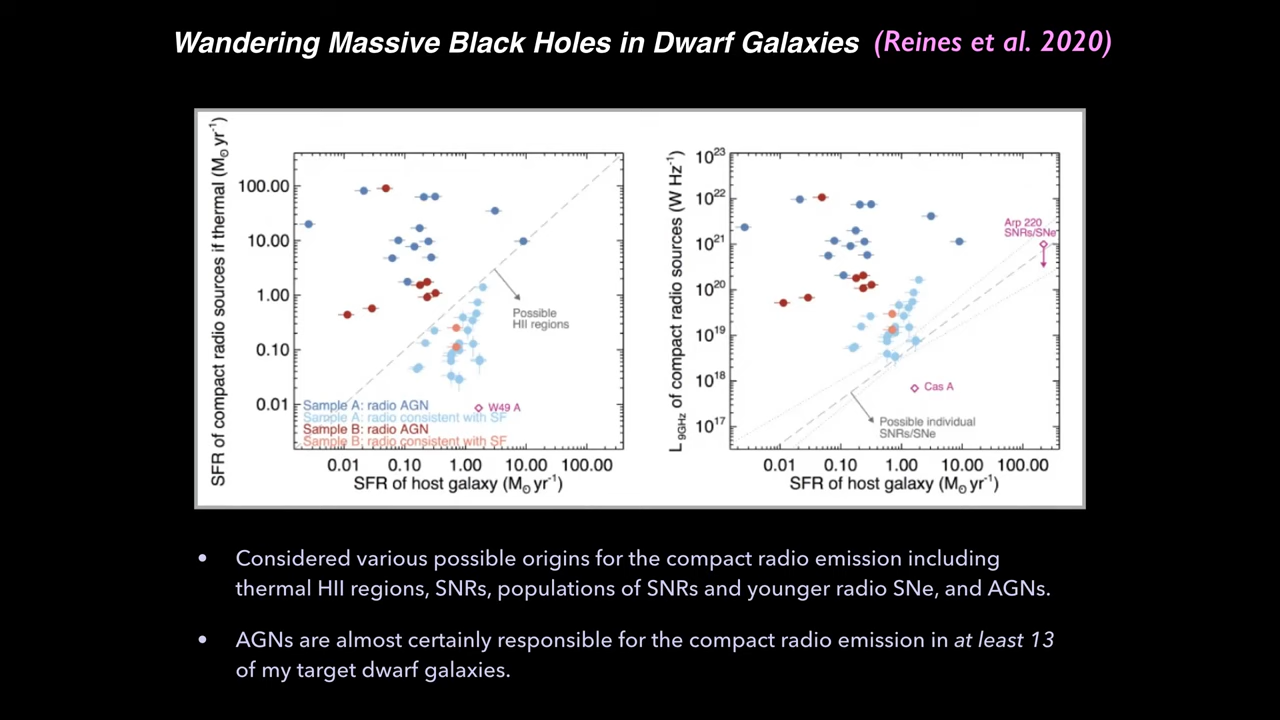 Wandering Massive Black Holes in Dwarf Galaxies (Reines et al. 2020)
SFR of compact radio sources if thermal (M⊙ yr⁻¹)
100.00
10.00
1.00
0.10
0.01
Possible
HII regions
Sample A: radio AGN
Sample A: radio consistent with SF
Sample B: radio AGN
Sample B: radio consistent with SF
W49 A
0.01 0.10 1.00 10.00 100.00
SFR of host galaxy (M⊙ yr⁻¹)
L9GHz of compact radio sources (W Hz⁻¹)
10²³
10²²
10²¹
10²⁰
10¹⁹
10¹⁸
10¹⁷
Arp 220
SNRs/SNe
Cas A
Possible individual
SNRs/SNe
0.01 0.10 1.00 10.00 100.00
SFR of host galaxy (M⊙ yr⁻¹)
• Considered various possible origins for the compact radio emission including
thermal HII regions, SNRs, populations of SNRs and younger radio SNe, and AGNs.
• AGNs are almost certainly responsible for the compact radio emission in at least 13
of my target dwarf galaxies.